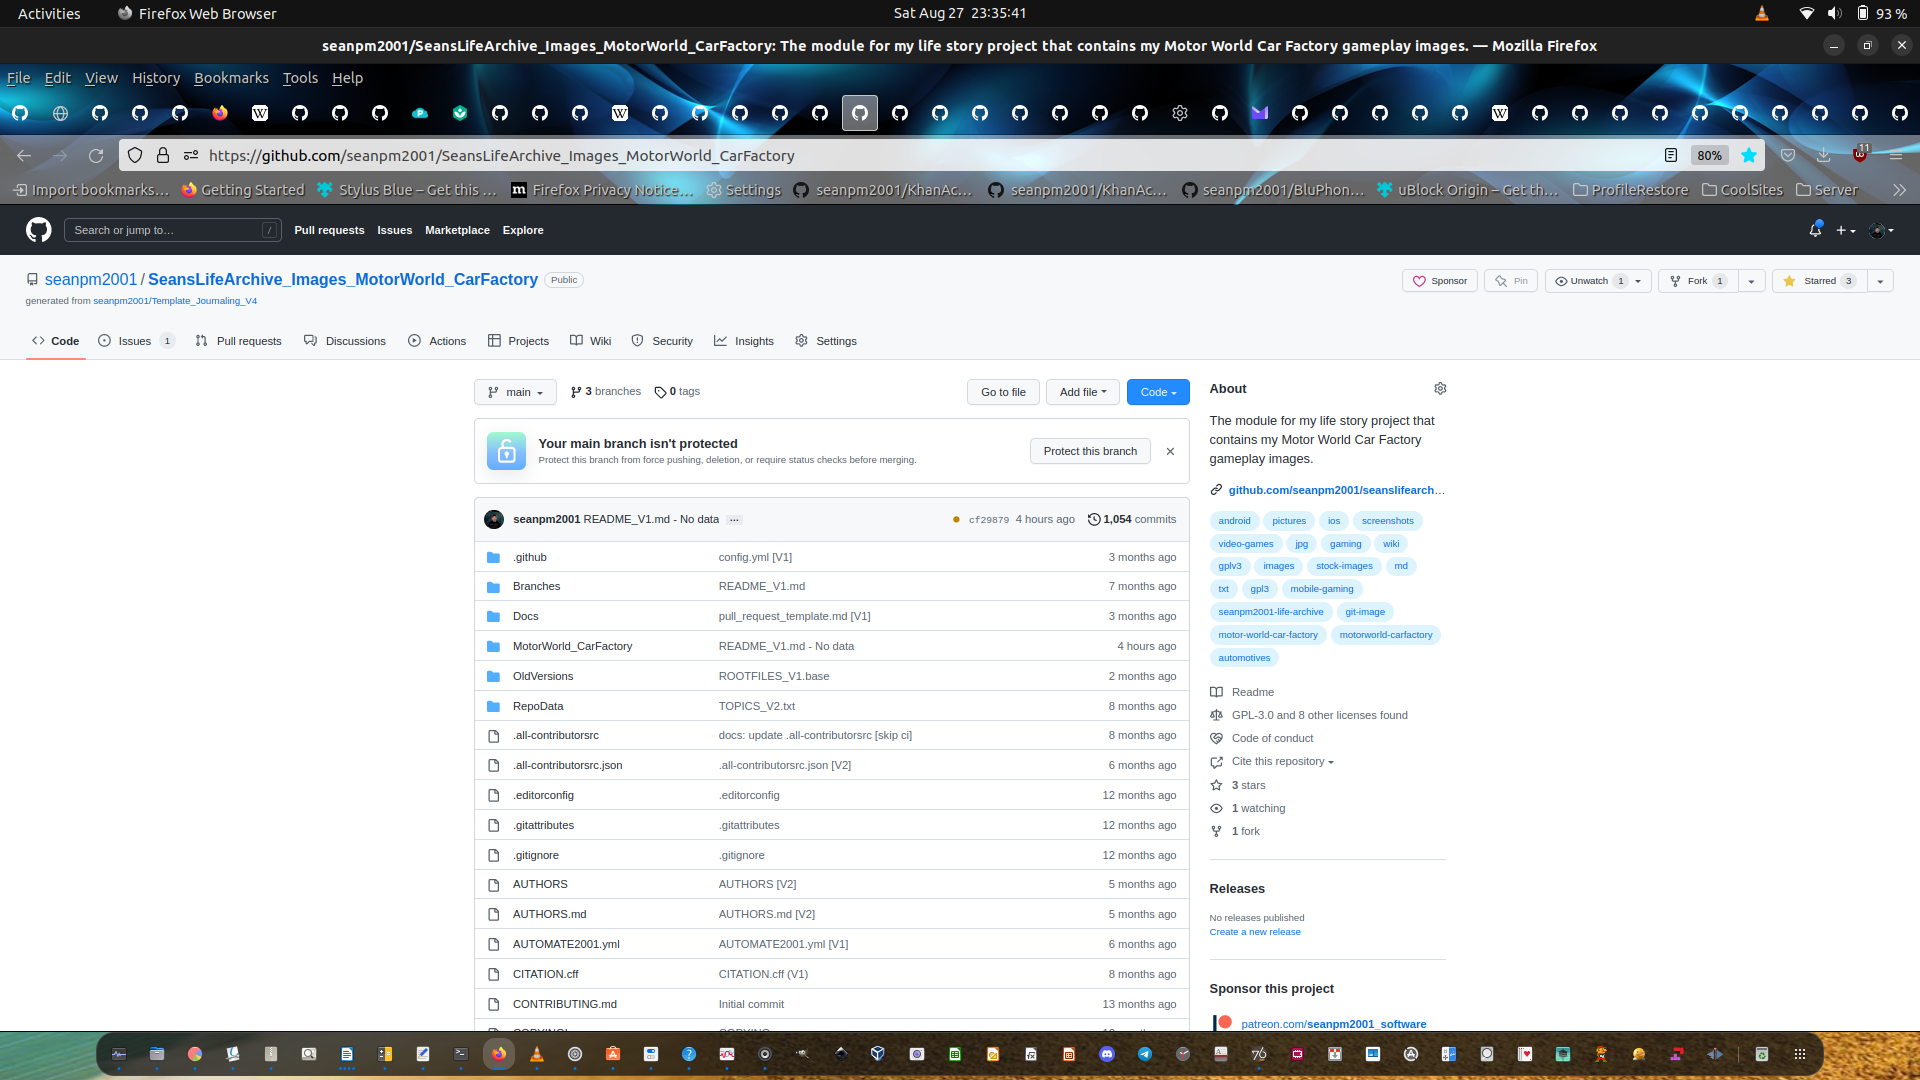 Activities Firefox Web Browser Sat Aug 27 23:35:41 93 %
seanpm2001/SeansLifeArchive_Images_MotorWorld_CarFactory: The module for my life story project that contains my Motor World Car Factory gameplay images. — Mozilla Firefox
File Edit View History Bookmarks Tools Help
https://github.com/seanpm2001/SeansLifeArchive_Images_MotorWorld_CarFactory 80% 11
Import bookmarks… Getting Started Stylus Blue – Get this … Firefox Privacy Notice… Settings seanpm2001/KhanAc… seanpm2001/KhanAc… seanpm2001/BluPhon… uBlock Origin – Get th… ProfileRestore CoolSites Server
Search or jump to… / Pull requests Issues Marketplace Explore
seanpm2001 / SeansLifeArchive_Images_MotorWorld_CarFactory Public Sponsor Pin Unwatch 1 Fork 1 Starred 3
generated from seanpm2001/Template_Journaling_V4
Code Issues 1 Pull requests Discussions Actions Projects Wiki Security Insights Settings
main 3 branches 0 tags Go to file Add file Code
Your main branch isn't protected
Protect this branch from force pushing, deletion, or require status checks before merging.
Protect this branch
seanpm2001 README_V1.md - No data … cf29879 4 hours ago 1,054 commits
.github config.yml [V1] 3 months ago
Branches README_V1.md 7 months ago
Docs pull_request_template.md [V1] 3 months ago
MotorWorld_CarFactory README_V1.md - No data 4 hours ago
OldVersions ROOTFILES_V1.base 2 months ago
RepoData TOPICS_V2.txt 8 months ago
.all-contributorsrc docs: update .all-contributorsrc [skip ci] 8 months ago
.all-contributorsrc.json .all-contributorsrc.json [V2] 6 months ago
.editorconfig .editorconfig 12 months ago
.gitattributes .gitattributes 12 months ago
.gitignore .gitignore 12 months ago
AUTHORS AUTHORS [V2] 5 months ago
AUTHORS.md AUTHORS.md [V2] 5 months ago
AUTOMATE2001.yml AUTOMATE2001.yml [V1] 6 months ago
CITATION.cff CITATION.cff (V1) 8 months ago
CONTRIBUTING.md Initial commit 13 months ago
About
The module for my life story project that
contains my Motor World Car Factory
gameplay images.
github.com/seanpm2001/seanslifearch…
android pictures ios screenshots
video-games jpg gaming wiki
gplv3 images stock-images md
txt gpl3 mobile-gaming
seanpm2001-life-archive git-image
motor-world-car-factory motorworld-carfactory
automotives
Readme
GPL-3.0 and 8 other licenses found
Code of conduct
Cite this repository
3 stars
1 watching
1 fork
Releases
No releases published
Create a new release
Sponsor this project
patreon.com/seanpm2001_software